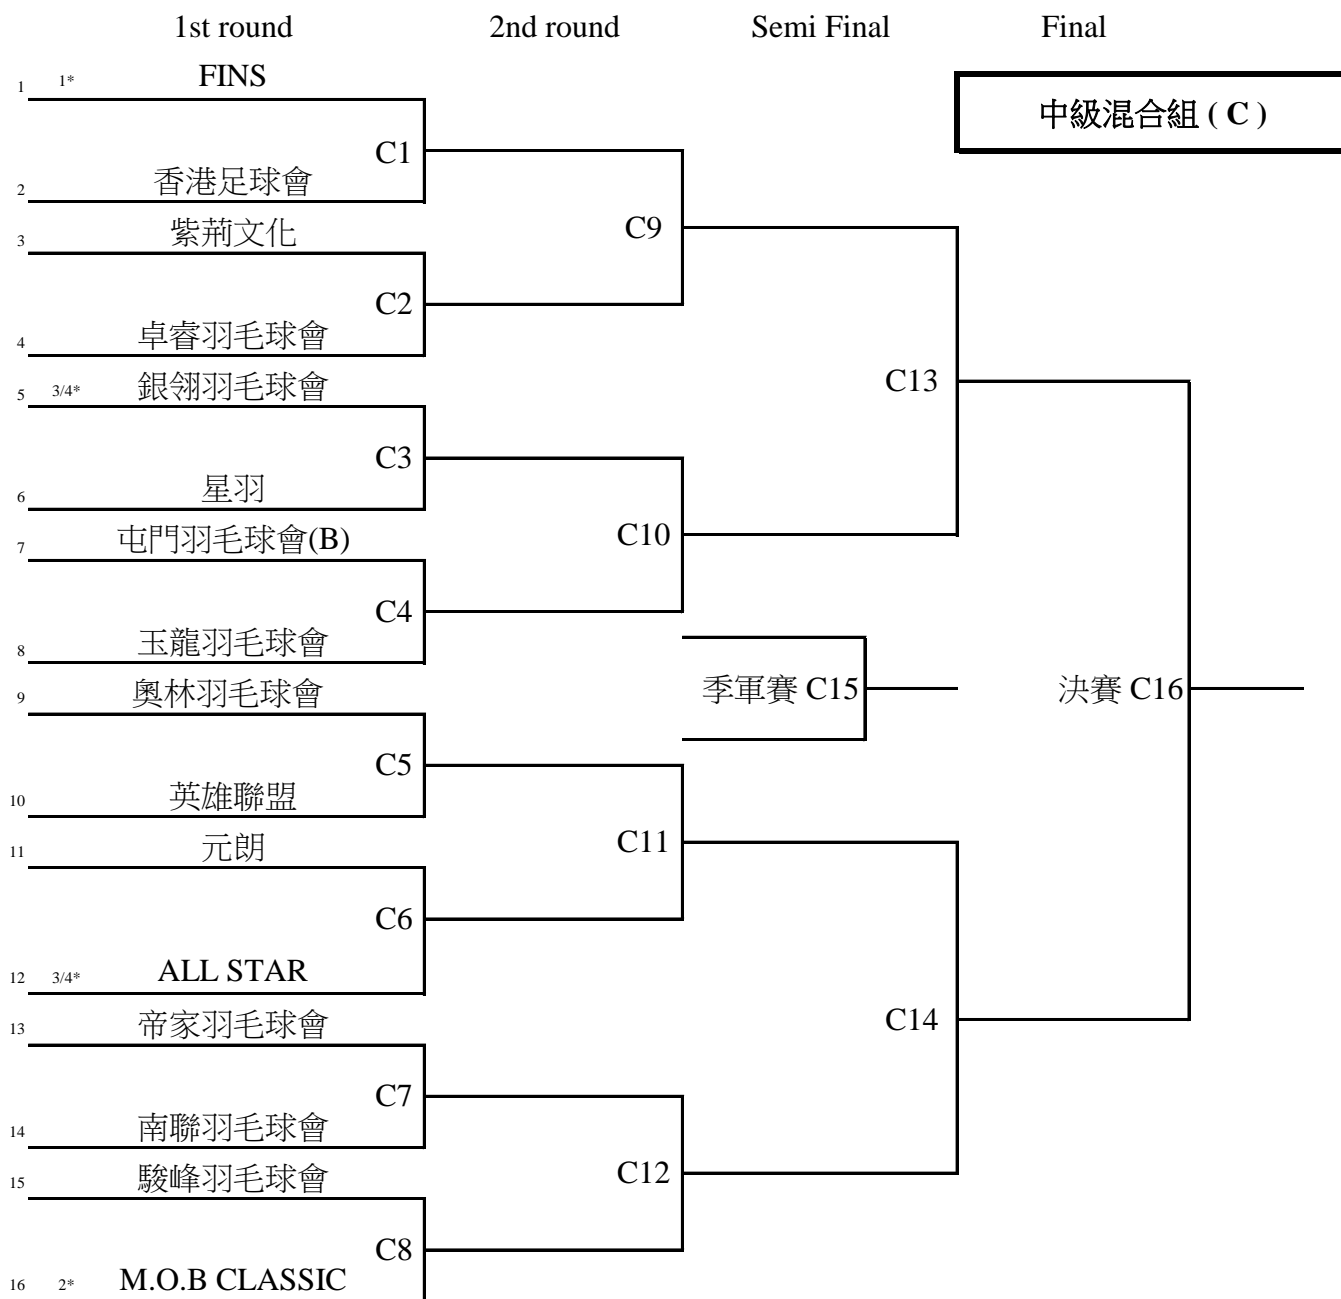 1st round 2nd round Semi Final Final
1 1* FINS
中級混合組 ( C )
C1
2 香港足球會
3 紫荊文化
C9
C2
4 卓睿羽毛球會
5 3/4* 銀翎羽毛球會
C13
C3
6 星羽
7 屯門羽毛球會(B)
C10
C4
8 玉龍羽毛球會
9 奧林羽毛球會
季軍賽 C15
決賽 C16
C5
10 英雄聯盟
11 元朗
C11
C6
12 3/4* ALL STAR
13 帝家羽毛球會
C14
C7
14 南聯羽毛球會
15 駿峰羽毛球會
C12
C8
16 2* M.O.B CLASSIC